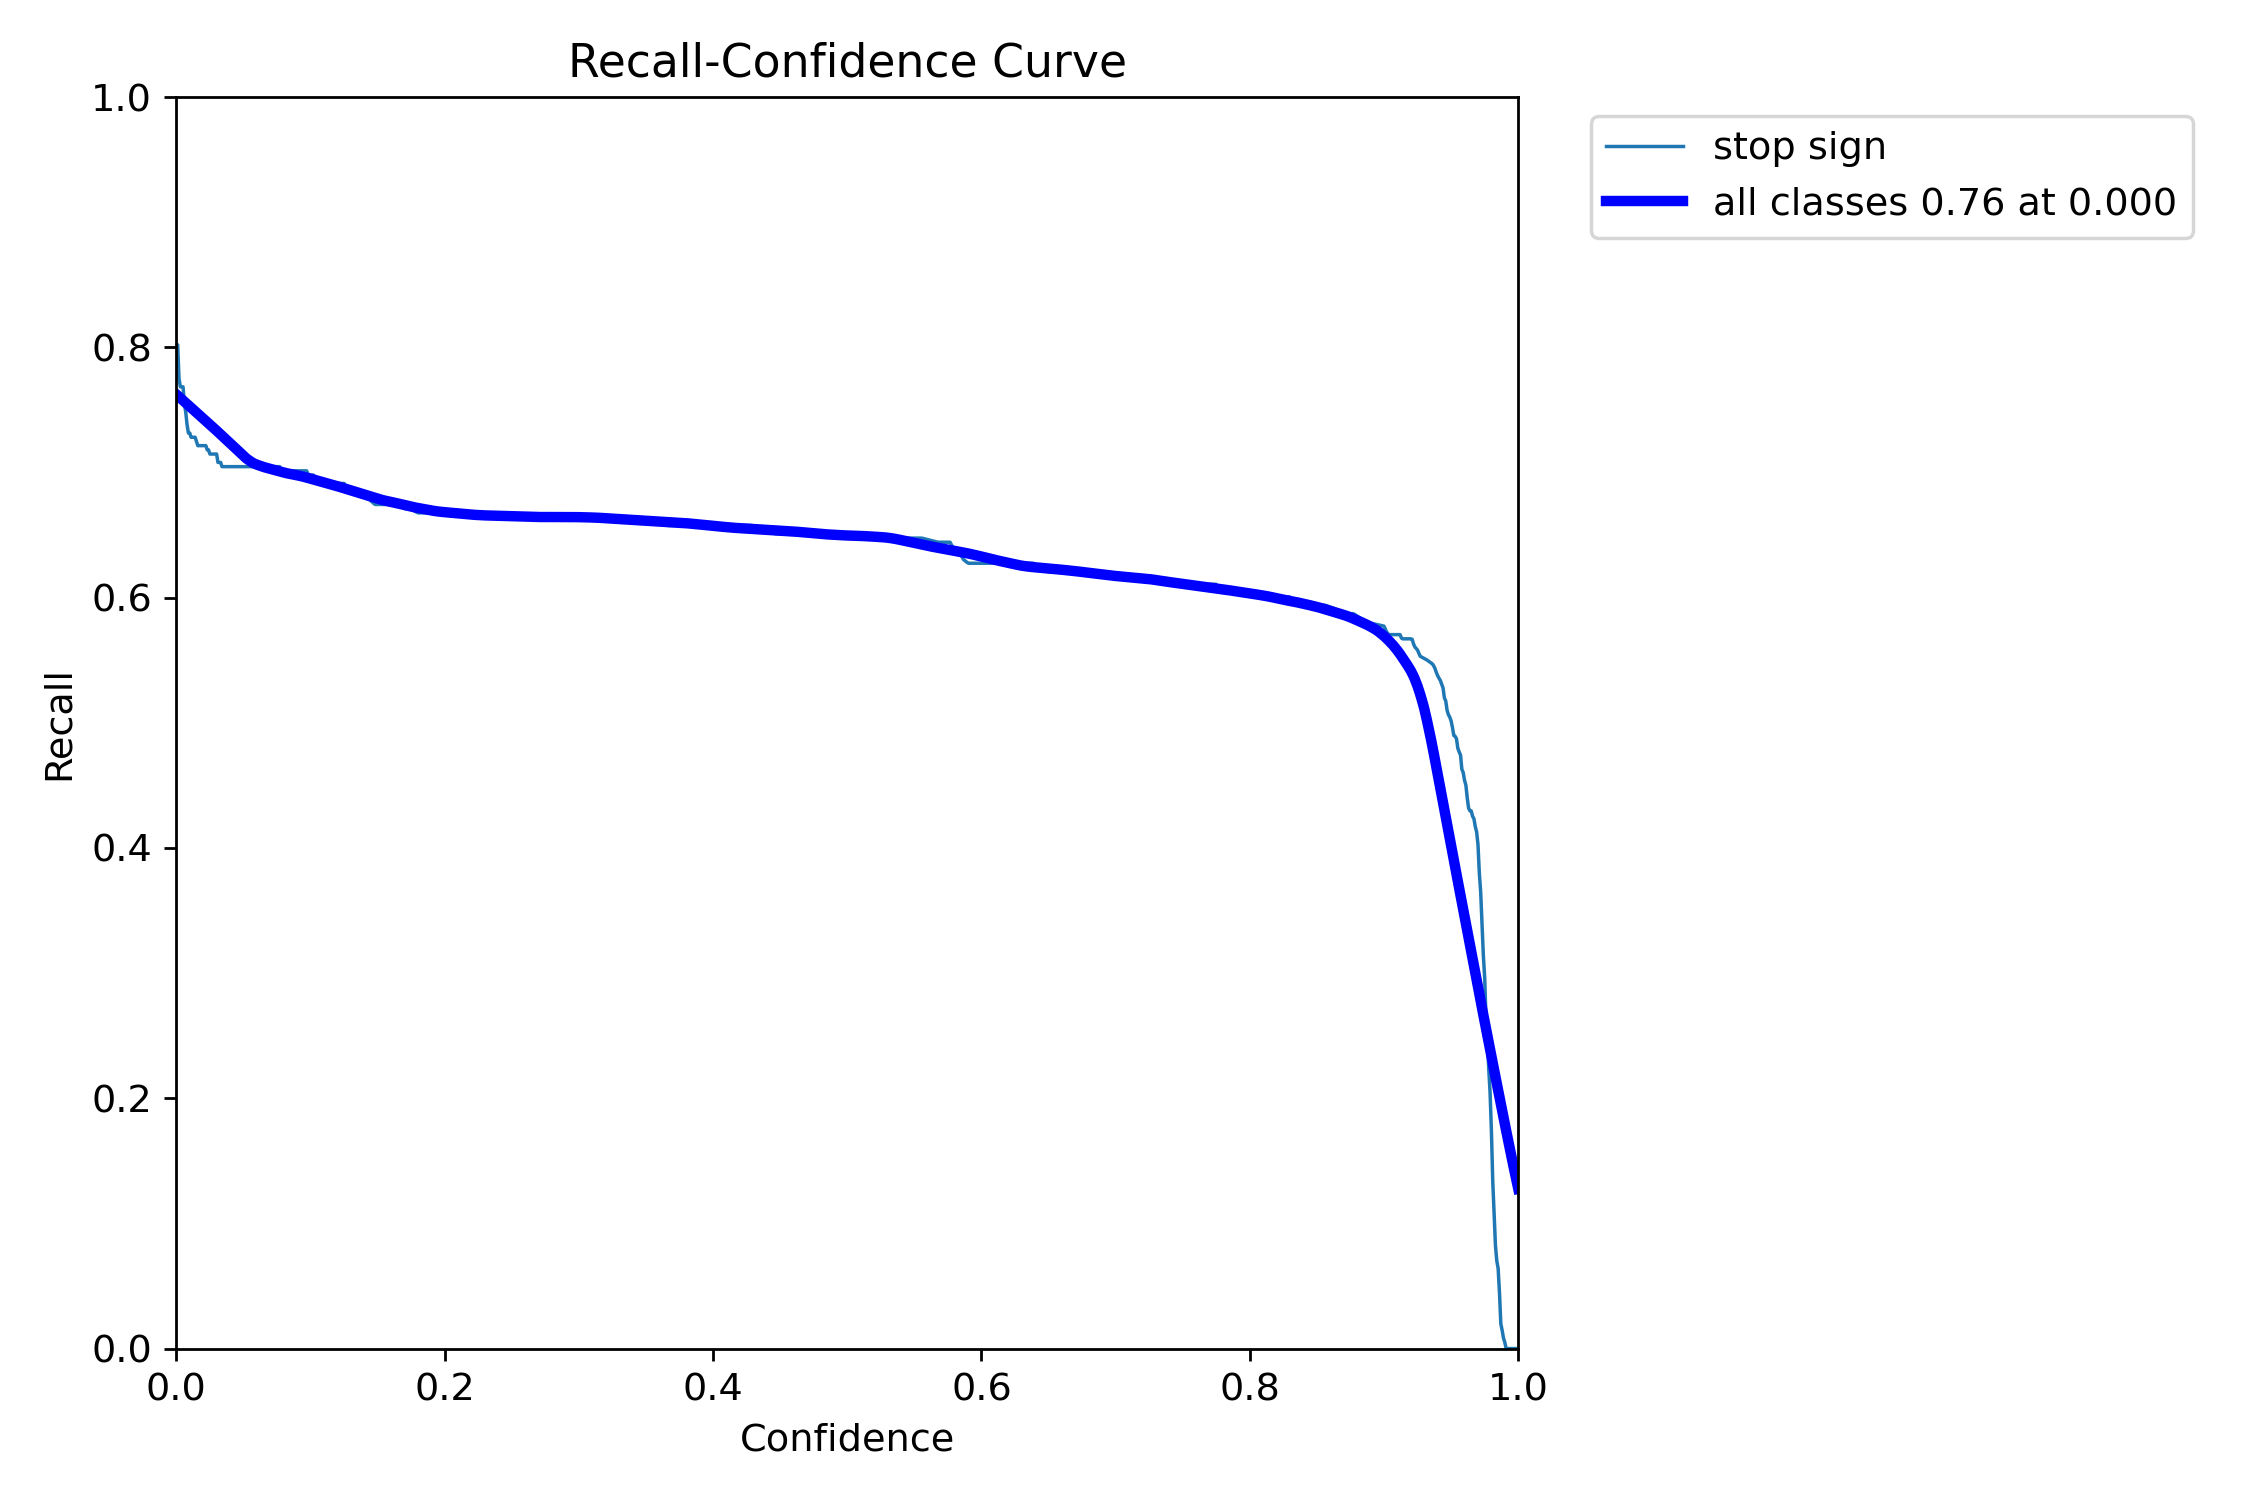 Recall-Confidence Curve
1.0
0.8
0.6
0.4
0.2
0.0
Recall
0.0 0.2 0.4 0.6 0.8 1.0
Confidence
stop sign
all classes 0.76 at 0.000